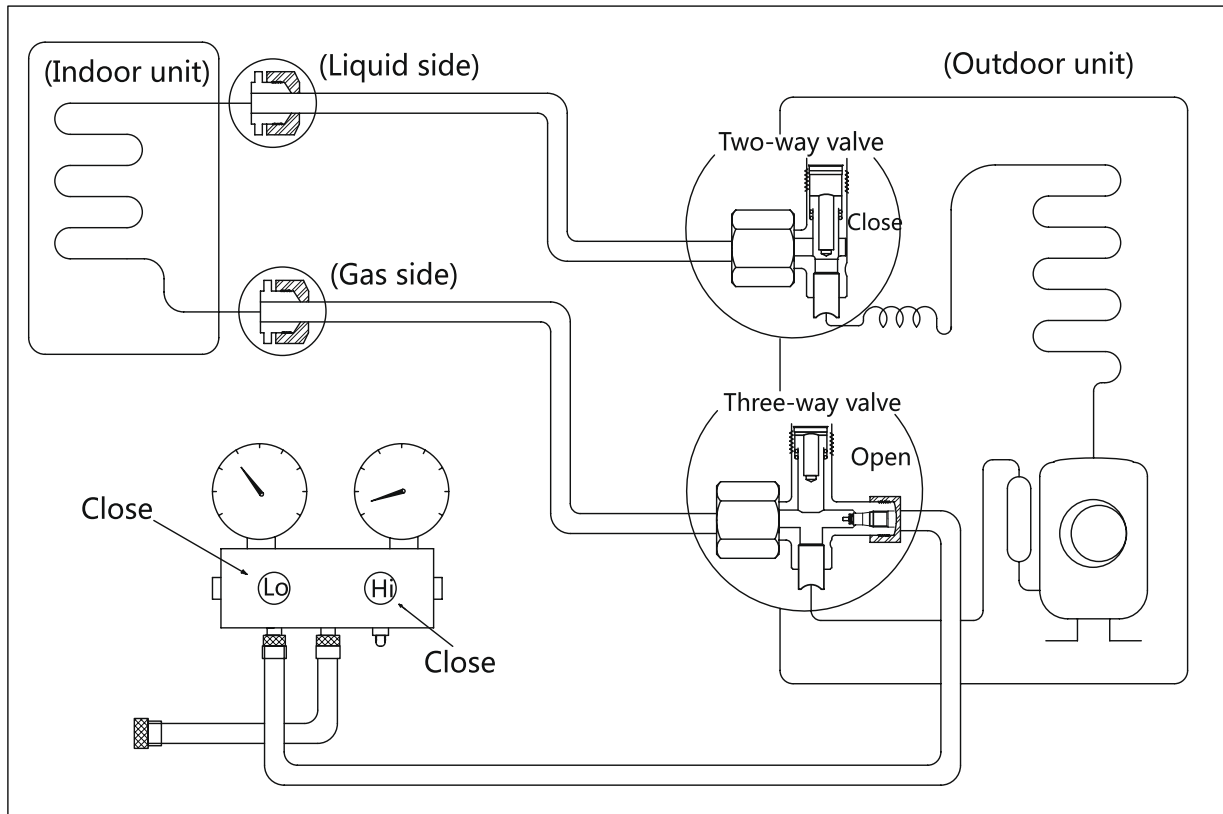 (Indoor unit)
(Liquid side)
(Outdoor unit)
Two-way valve
Close
(Gas side)
Three-way valve
Open
Close
Lo
Hi
Close